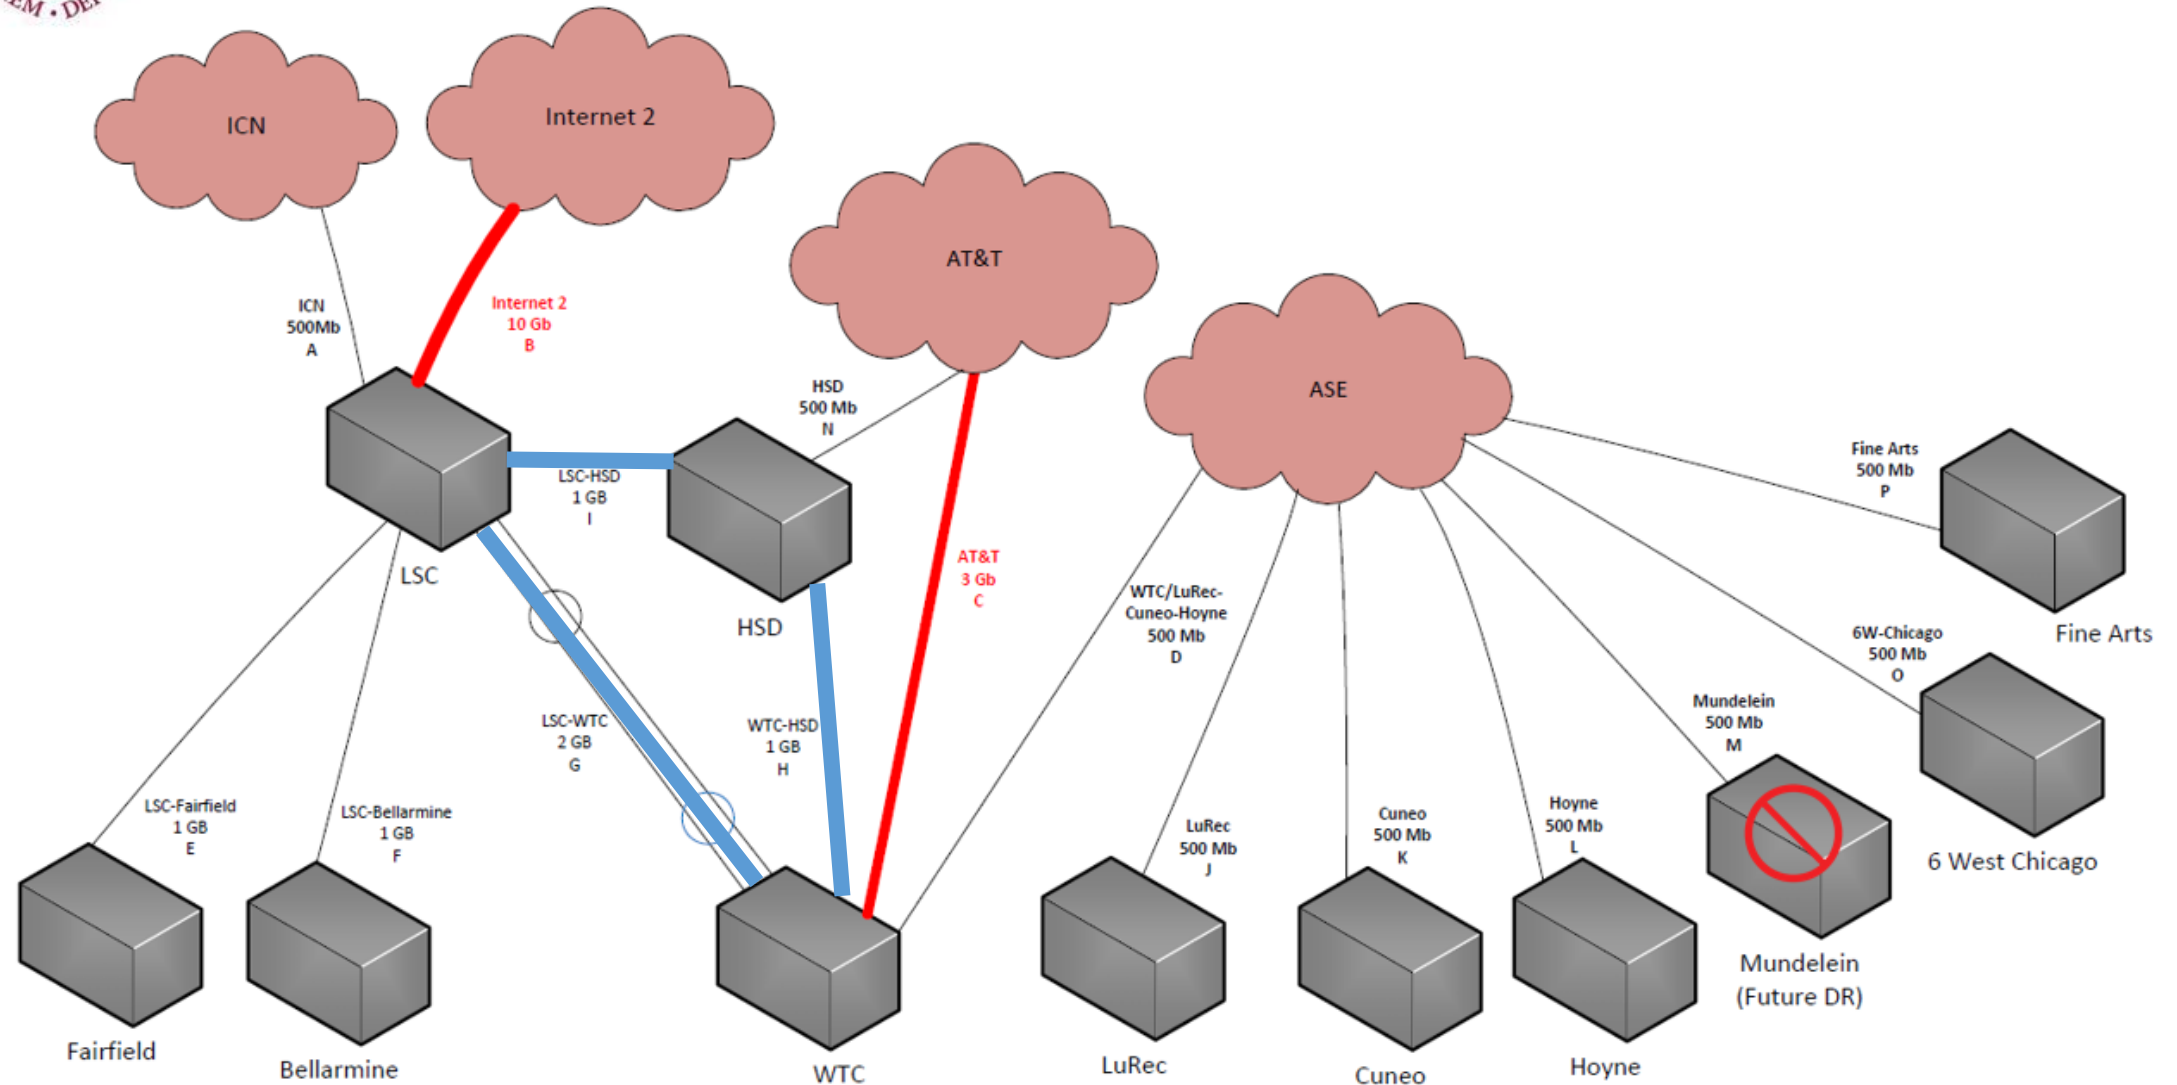 EM • DE
ICN
Internet 2
AT&T
ASE
ICN
500Mb
A
Internet 2
10 Gb
B
HSD
500 Mb
N
LSC-HSD
1 GB
I
LSC
HSD
AT&T
3 Gb
C
WTC/LuRec-
Cuneo-Hoyne
500 Mb
D
Fine Arts
500 Mb
P
Fine Arts
6W-Chicago
500 Mb
O
6 West Chicago
LSC-WTC
2 GB
G
WTC-HSD
1 GB
H
Mundelein
500 Mb
M
Mundelein
(Future DR)
LSC-Fairfield
1 GB
E
LSC-Bellarmine
1 GB
F
LuRec
500 Mb
J
Cuneo
500 Mb
K
Hoyne
500 Mb
L
Fairfield
Bellarmine
WTC
LuRec
Cuneo
Hoyne